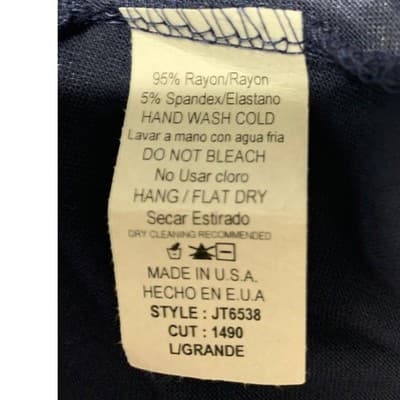 95% Rayon/Rayon
5% Spandex/Elastano
HAND WASH COLD
Lavar a mano con agua fria
DO NOT BLEACH
No Usar cloro
HANG / FLAT DRY
Secar Estirado
DRY CLEANING RECOMMENDED
MADE IN U.S.A.
HECHO EN E.U.A
STYLE : JT6538
CUT : 1490
L/GRANDE